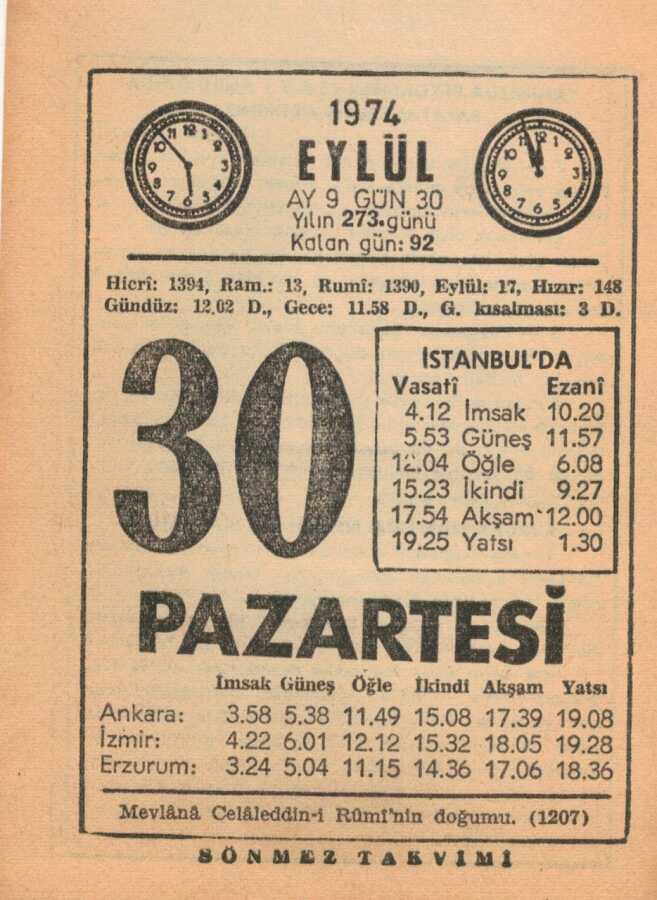 1974
EYLÜL
AY 9 GÜN 30
Yılın 273.günü
Kalan gün: 92
Hicrî: 1394, Ram.: 13, Rumî: 1390, Eylûl: 17, Hızır: 148
Gündüz: 12.02 D., Gece: 11.58 D., G. kısalması: 3 D.
30
İSTANBUL'DA
Vasatî Ezanî
4.12 İmsak 10.20
5.53 Güneş 11.57
12.04 Öğle 6.08
15.23 İkindi 9.27
17.54 Akşam 12.00
19.25 Yatsı 1.30
PAZARTESİ
İmsak Güneş Öğle İkindi Akşam Yatsı
Ankara: 3.58 5.38 11.49 15.08 17.39 19.08
İzmir: 4.22 6.01 12.12 15.32 18.05 19.28
Erzurum: 3.24 5.04 11.15 14.36 17.06 18.36
Mevlânâ Celâleddin-i Rûmî'nin doğumu. (1207)
SÖNMEZ TAKVİMİ